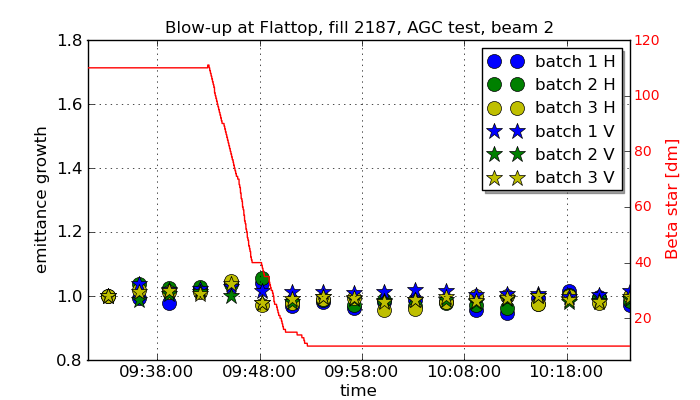 Blow-up at Flattop, fill 2187, AGC test, beam 2
1.8
1.6
1.4
1.2
1.0
0.8
emittance growth
batch 1 H
batch 2 H
batch 3 H
batch 1 V
batch 2 V
batch 3 V
120
100
80
60
40
20
Beta star [dm]
09:38:00 09:48:00 09:58:00 10:08:00 10:18:00
time